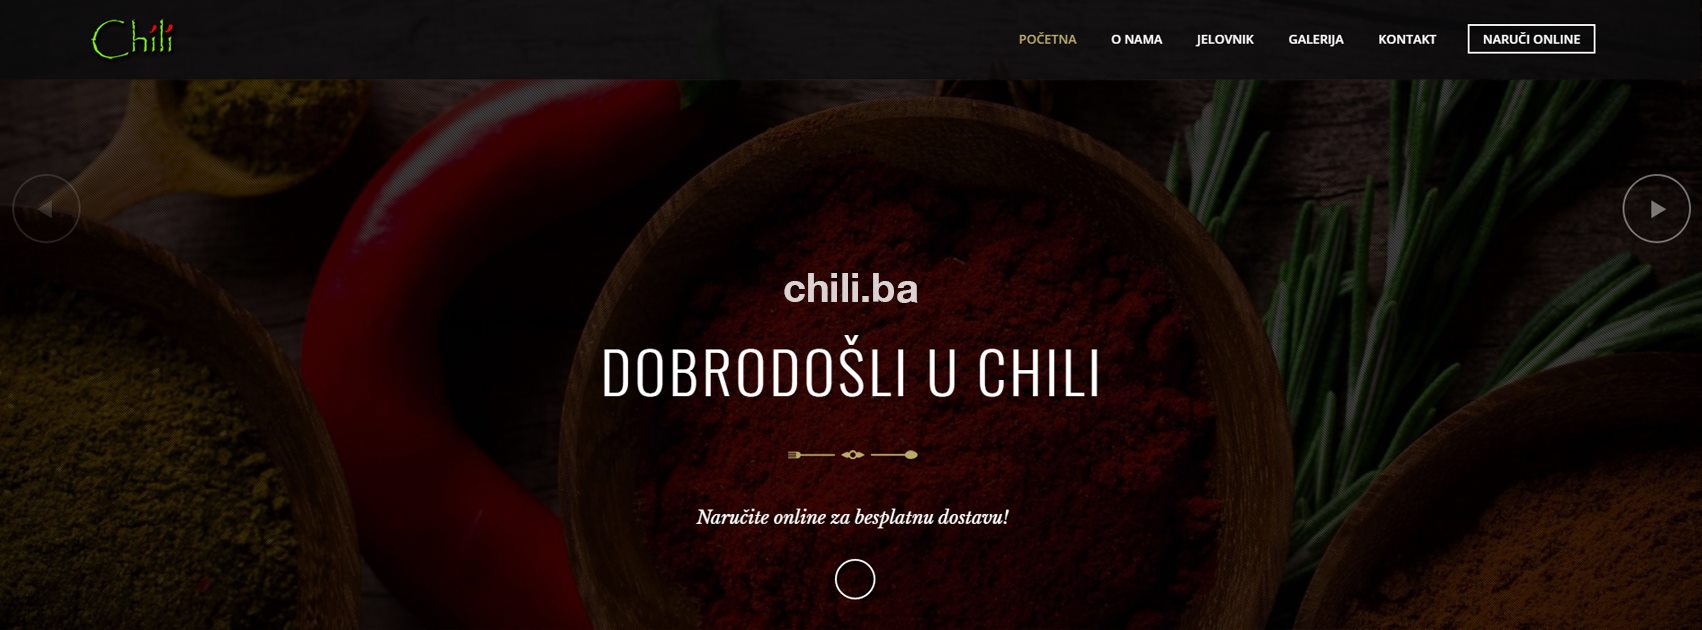 Chili
POČETNA O NAMA JELOVNIK GALERIJA KONTAKT NARUČI ONLINE
chili.ba
DOBRODOŠLI U CHILI
Naručite online za besplatnu dostavu!